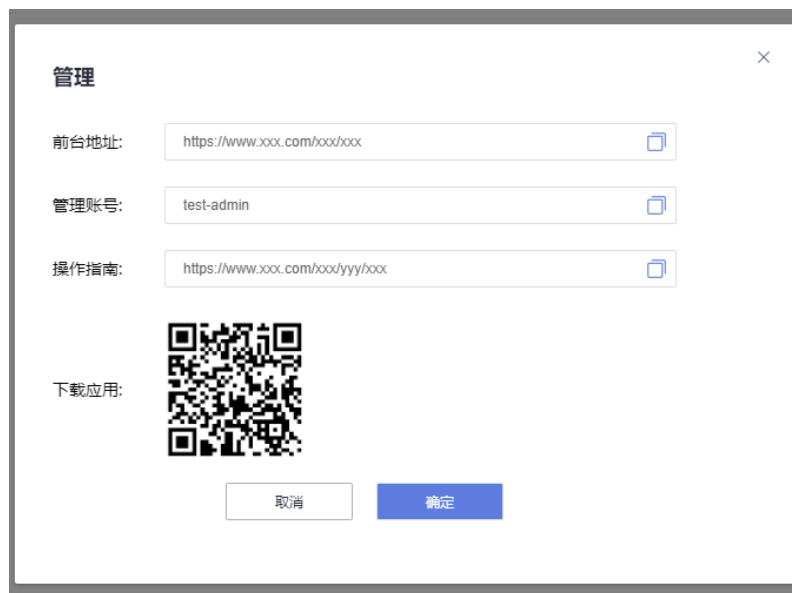 管理
前台地址: https://www.xxx.com/xxx/xxx
管理账号: test-admin
操作指南: https://www.xxx.com/xxx/yyy/xxx
下载应用:
取消 确定